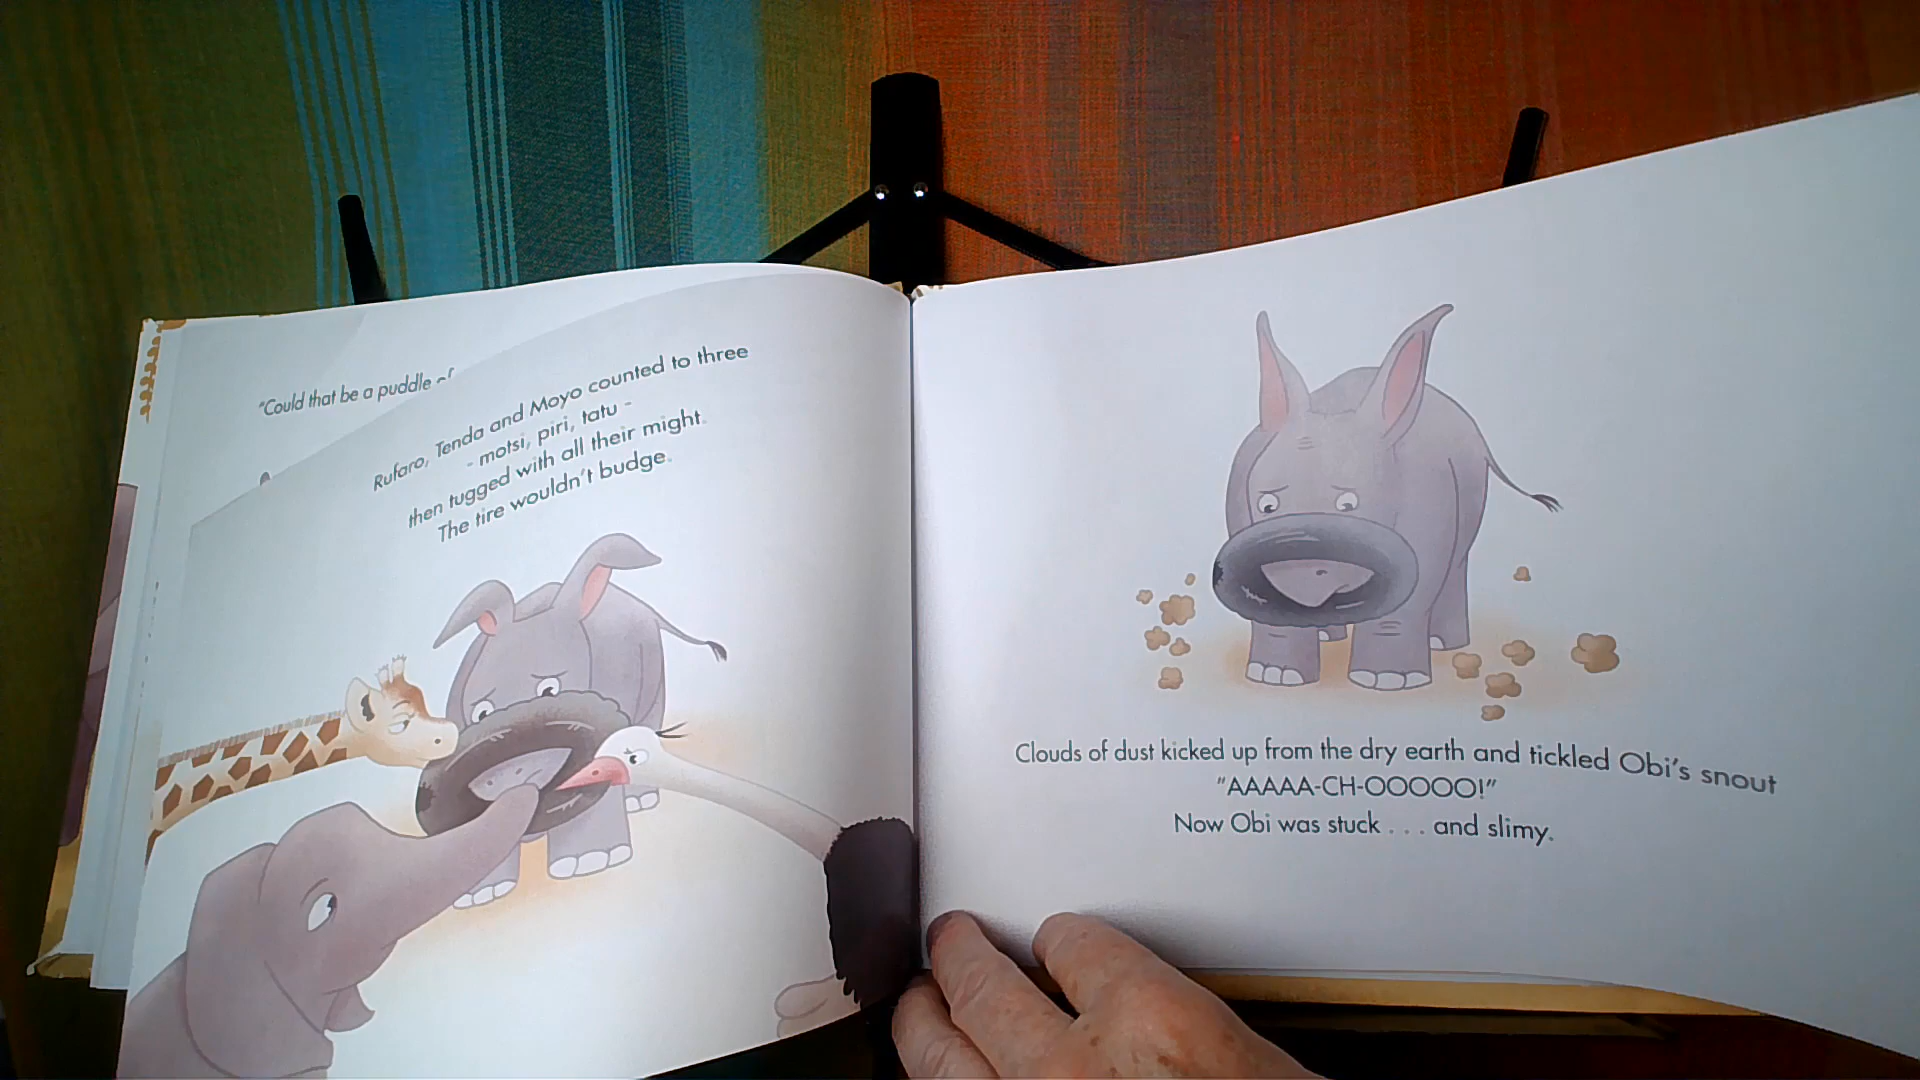 "Could that be a puddle of
Rufaro, Tenda and Moyo counted to three
- motsi, piri, tatu -
then tugged with all their might.
The tire wouldn't budge.
Clouds of dust kicked up from the dry earth and tickled Obi's snout
"AAAAA-CH-OOOOO!"
Now Obi was stuck . . . and slimy.